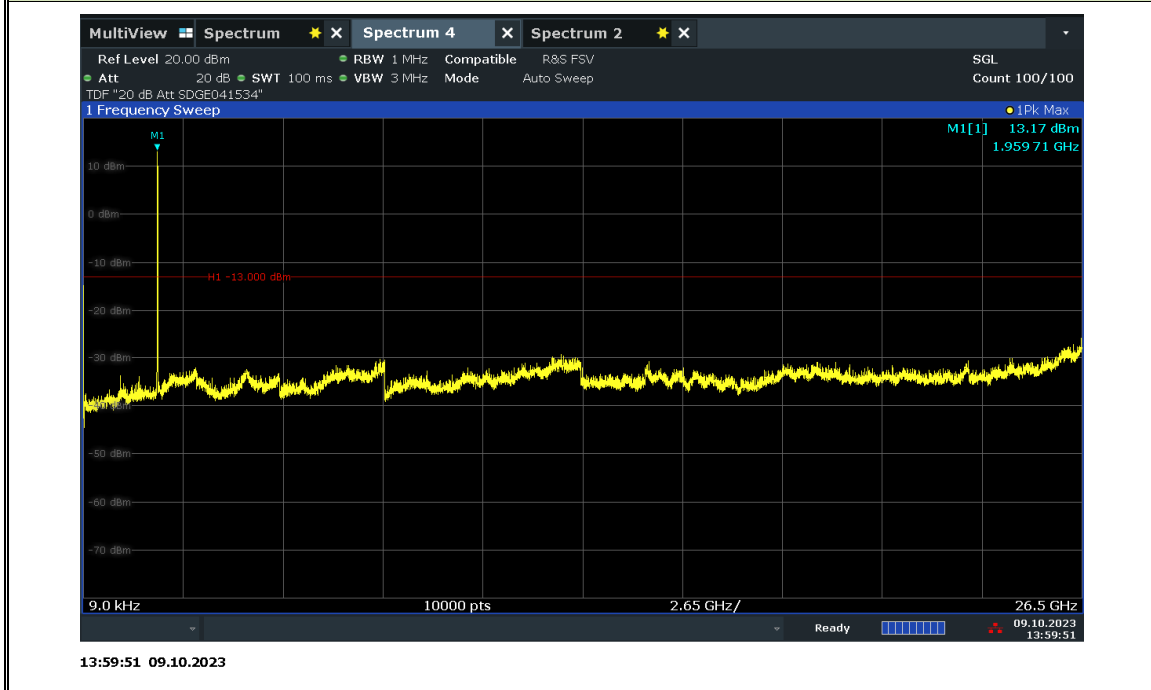 MultiView Spectrum Spectrum 4 Spectrum 2
Ref Level 20.00 dBm RBW 1 MHz Compatible R&S FSV SGL
Att 20 dB SWT 100 ms VBW 3 MHz Mode Auto Sweep Count 100/100
TDF "20 dB Att SDGE041534"
1 Frequency Sweep 1Pk Max
M1[1] 13.17 dBm
1.959 71 GHz
M1
10 dBm
0 dBm
-10 dBm
H1 -13.000 dBm
-20 dBm
-30 dBm
-50 dBm
-60 dBm
-70 dBm
9.0 kHz 10000 pts 2.65 GHz/ 26.5 GHz
Ready 09.10.2023
13:59:51
13:59:51 09.10.2023